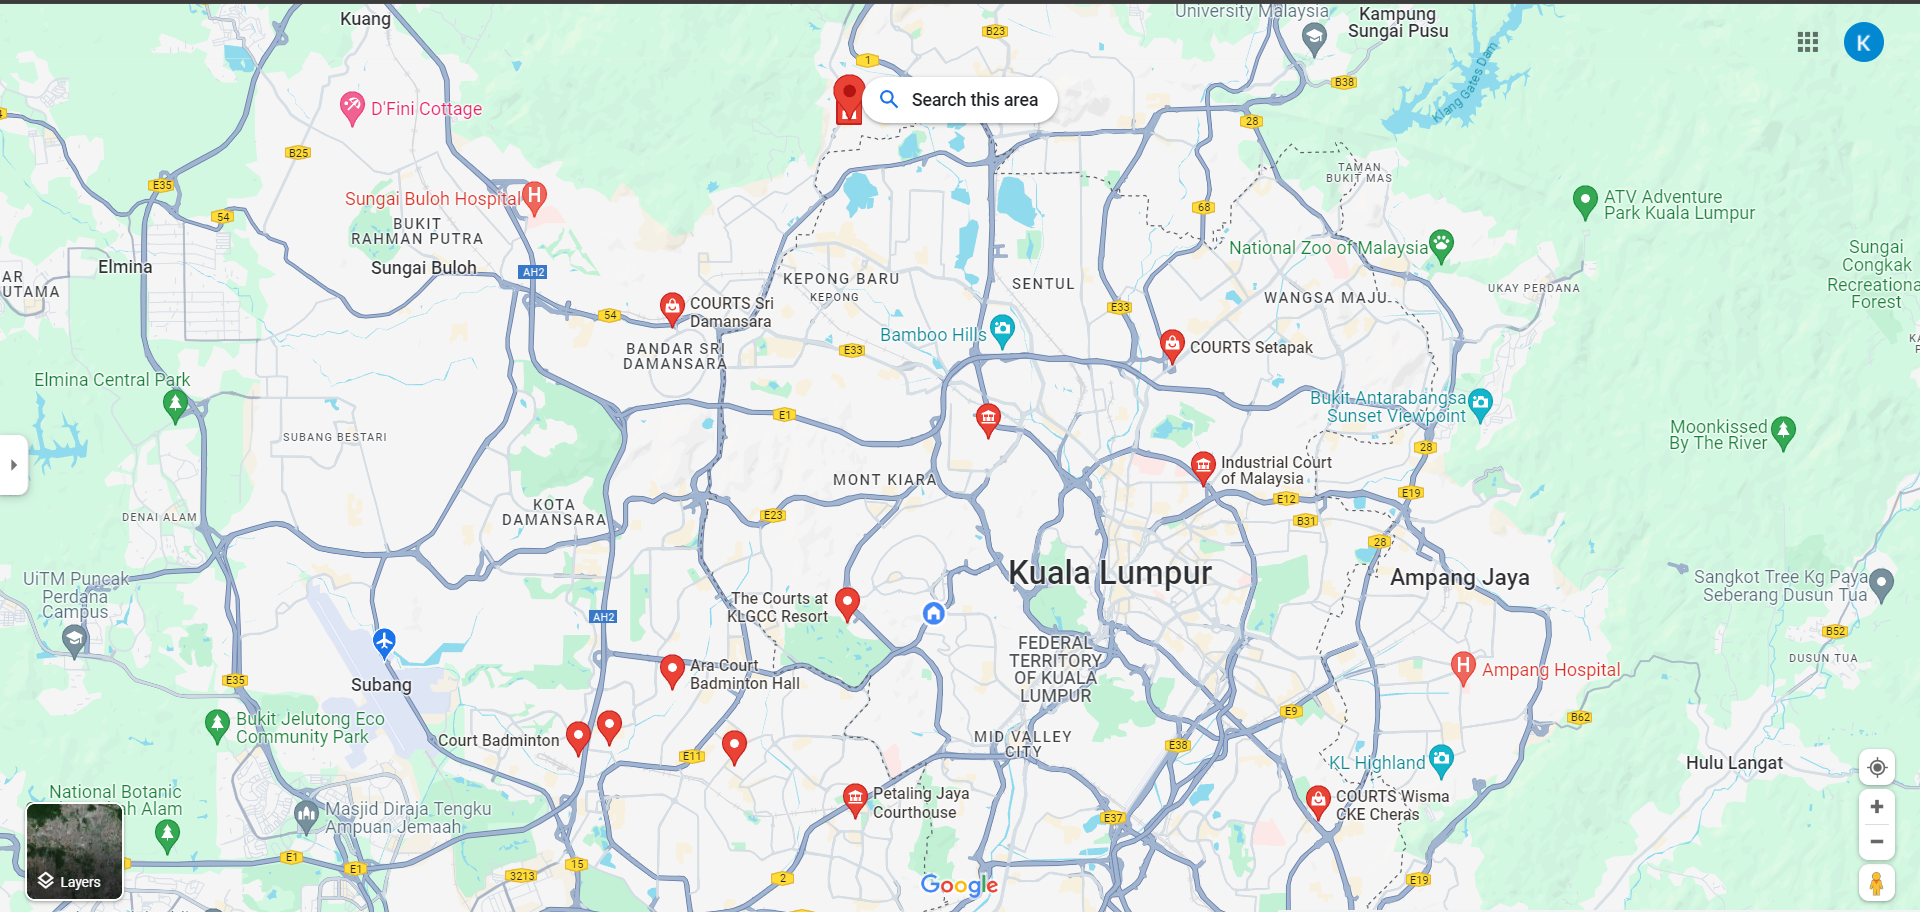 Kuang
University Malaysia
Kampung
Sungai Pusu
B23
1
K
B38
Klang Gates Dam
D'Fini Cottage
Search this area
28
B25
TAMAN
BUKIT MAS
E35
Sungai Buloh Hospital
H
ATV Adventure
Park Kuala Lumpur
54
68
BUKIT
RAHMAN PUTRA
National Zoo of Malaysia
Sungai
Congkak
Recreationa
Forest
Elmina
Sungai Buloh
AH2
AR
UTAMA
KEPONG BARU
KEPONG
SENTUL
WANGSA MAJU
UKAY PERDANA
COURTS Sri
Damansara
54
E33
Bamboo Hills
COURTS Setapak
BANDAR SRI
DAMANSARA
E33
Elmina Central Park
Bukit Antarabangsa
Sunset Viewpoint
E1
Moonkissed
By The River
SUBANG BESTARI
28
Industrial Court
of Malaysia
MONT KIARA
E19
E12
KOTA
DAMANSARA
DENAI ALAM
E23
B31
28
Kuala Lumpur
Ampang Jaya
UiTM Puncak
Perdana
Campus
Sangkot Tree Kg Paya
Seberang Dusun Tua
The Courts at
KLGCC Resort
AH2
B52
FEDERAL
TERRITORY
OF KUALA
LUMPUR
DUSUN TUA
Ara Court
Badminton Hall
H
Ampang Hospital
E35
Subang
E9
B62
Bukit Jelutong Eco
Community Park
Court Badminton
MID VALLEY
CITY
E38
E11
KL Highland
Hulu Langat
National Botanic
ah Alam
Petaling Jaya
Courthouse
COURTS Wisma
CKE Cheras
Masjid Diraja Tengku
Ampuan Jemaah
E37
E1
E1
15
3213
2
E19
Layers
Google